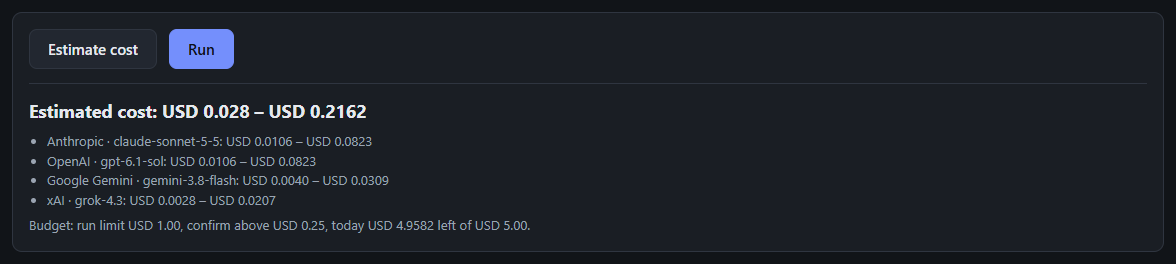 Estimate cost
Run
Estimated cost: USD 0.028 – USD 0.2162
Anthropic · claude-sonnet-5-5: USD 0.0106 – USD 0.0823
OpenAI · gpt-6.1-sol: USD 0.0106 – USD 0.0823
Google Gemini · gemini-3.8-flash: USD 0.0040 – USD 0.0309
xAI · grok-4.3: USD 0.0028 – USD 0.0207
Budget: run limit USD 1.00, confirm above USD 0.25, today USD 4.9582 left of USD 5.00.